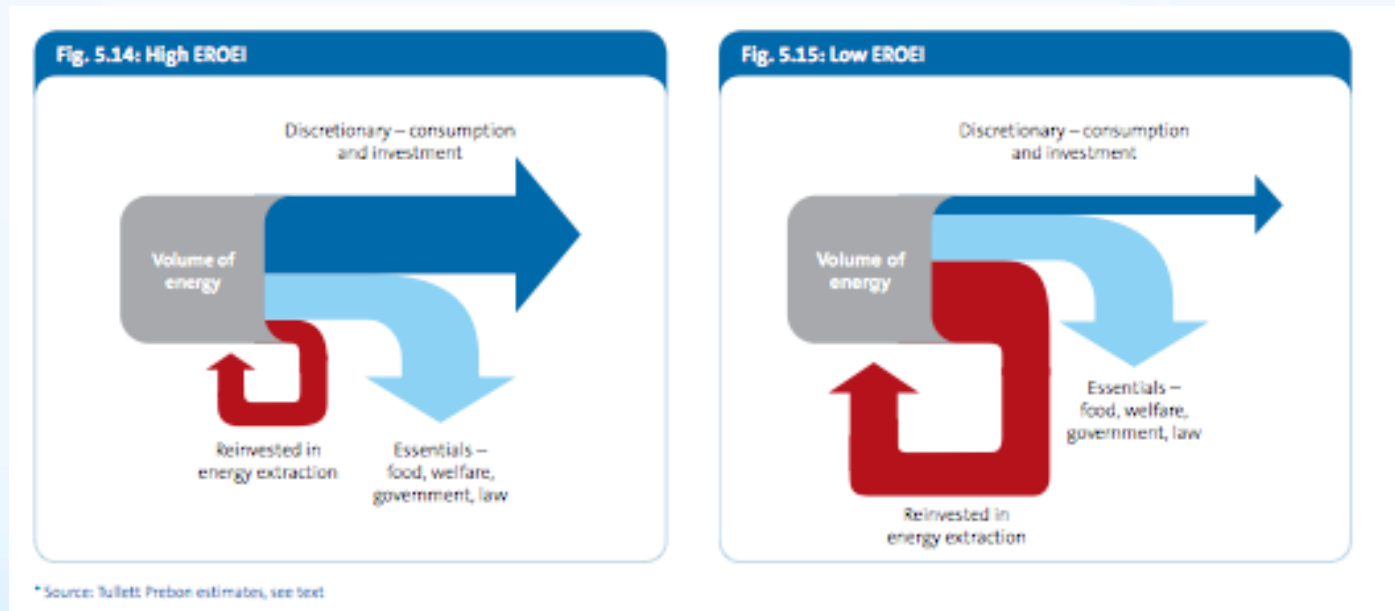 Fig. 5.14: High EROEI
Discretionary – consumption
and investment
Volume of
energy
Reinvested in
energy extraction
Essentials –
food, welfare,
government, law
Fig. 5.15: Low EROEI
Discretionary – consumption
and investment
Volume of
energy
Essentials –
food, welfare,
government, law
Reinvested in
energy extraction
* Source: Tullett Prebon estimates, see text